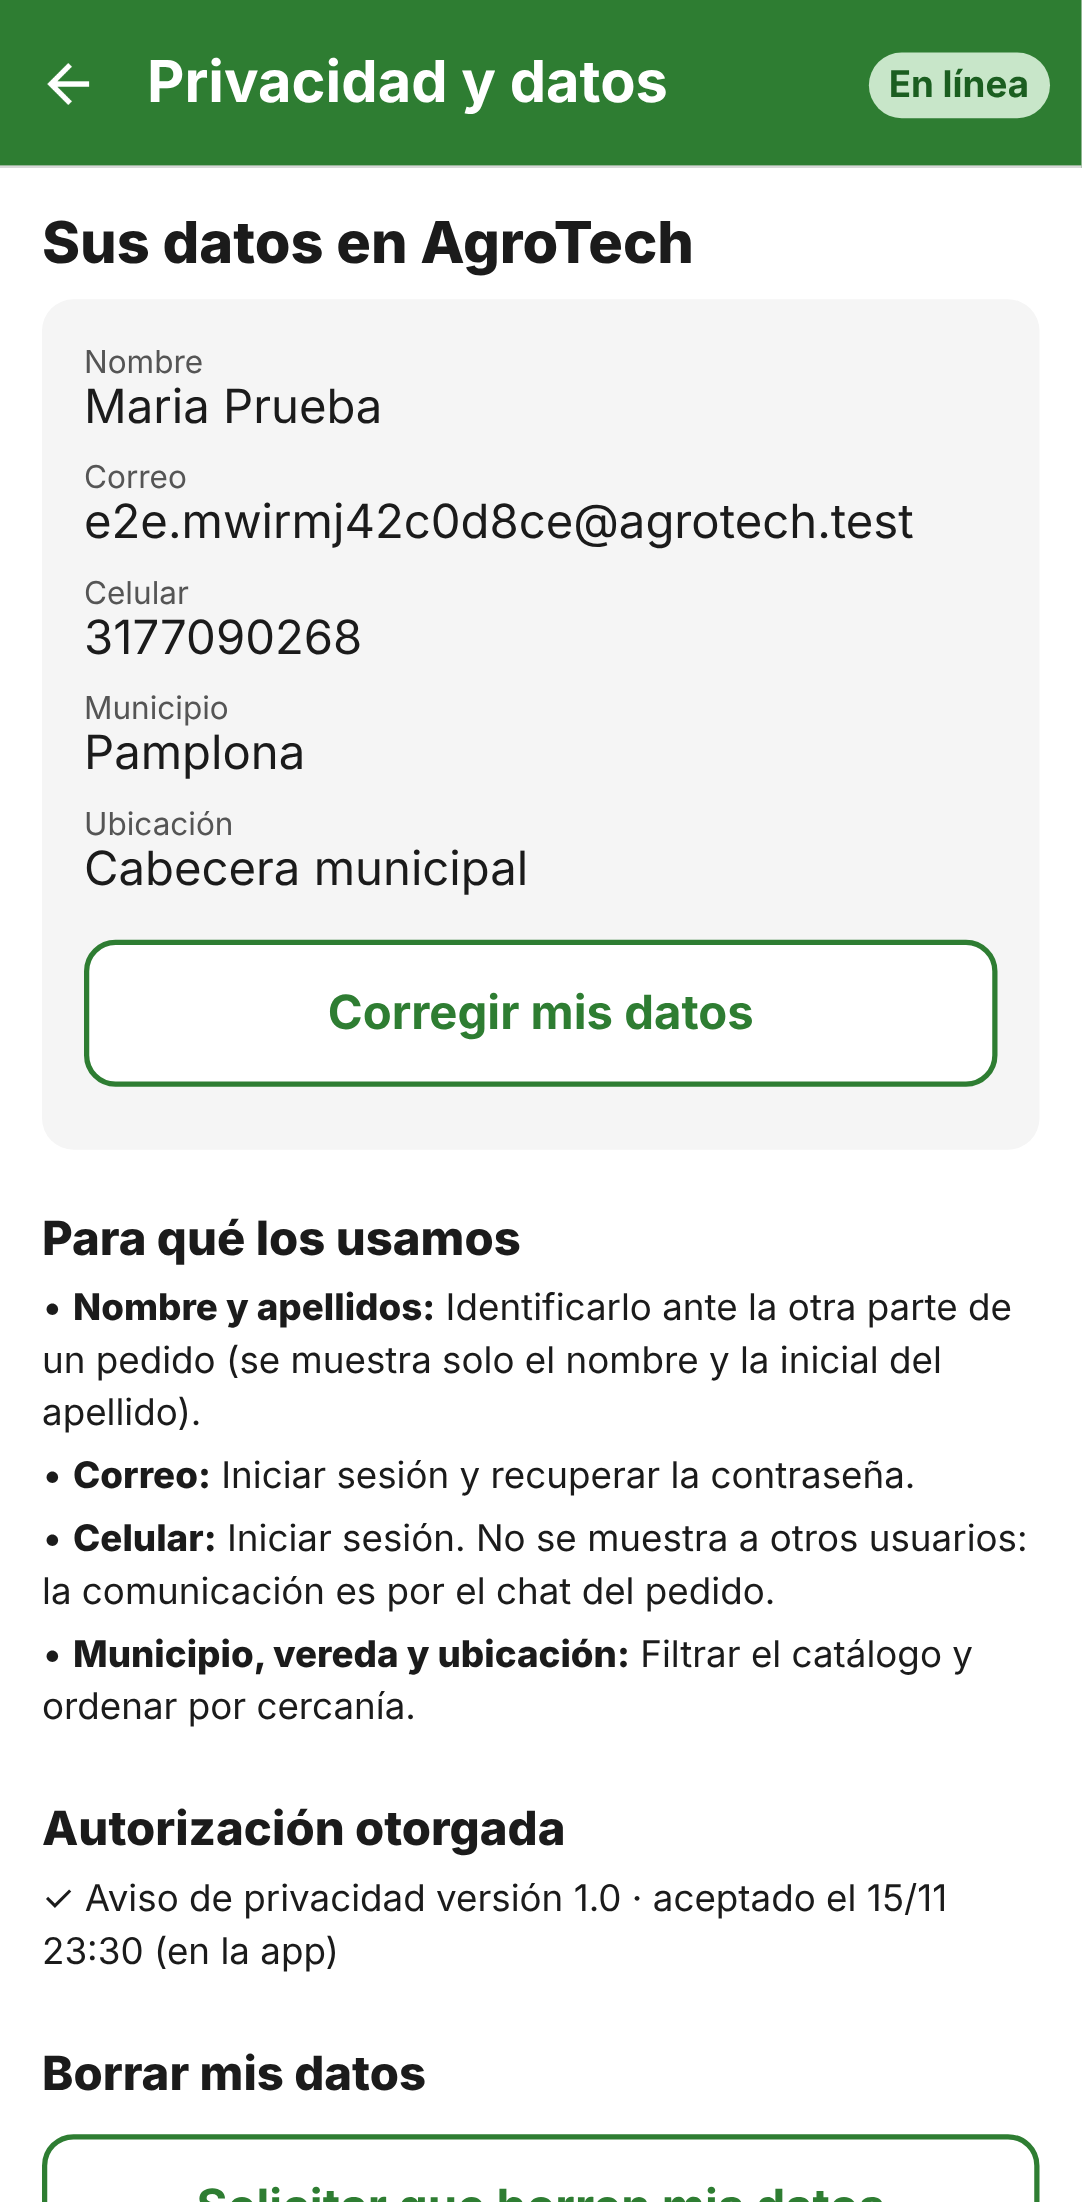 Privacidad y datos
En línea
Sus datos en AgroTech
Nombre
Maria Prueba
Correo
e2e.mwirmj42c0d8ce@agrotech.test
Celular
3177090268
Municipio
Pamplona
Ubicación
Cabecera municipal
Corregir mis datos
Para qué los usamos
• Nombre y apellidos: Identificarlo ante la otra parte de
un pedido (se muestra solo el nombre y la inicial del
apellido).
• Correo: Iniciar sesión y recuperar la contraseña.
• Celular: Iniciar sesión. No se muestra a otros usuarios:
la comunicación es por el chat del pedido.
• Municipio, vereda y ubicación: Filtrar el catálogo y
ordenar por cercanía.
Autorización otorgada
✓ Aviso de privacidad versión 1.0 · aceptado el 15/11
23:30 (en la app)
Borrar mis datos
Solicitar que borren mis datos